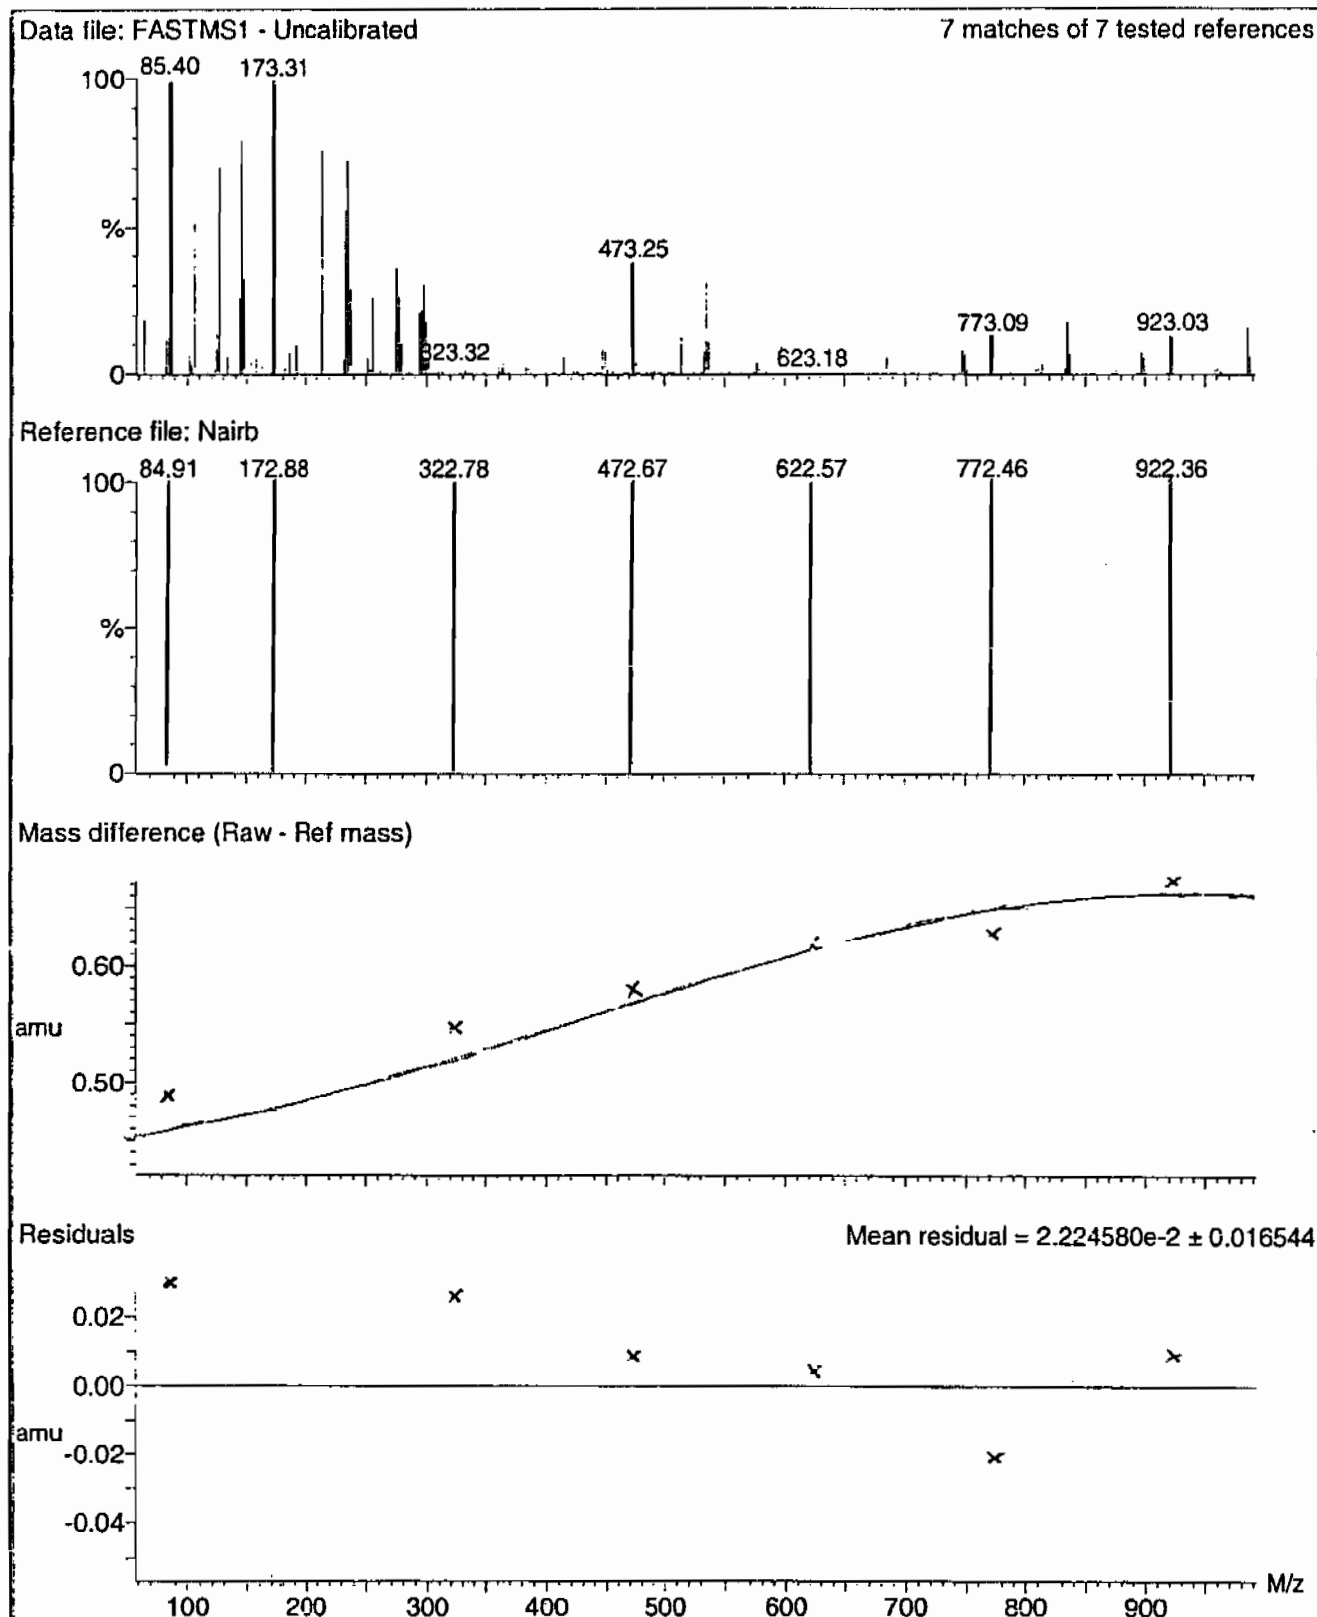 Data file: FASTMS1 - Uncalibrated 7 matches of 7 tested references
85.40 173.31
100
%
473.25
323.32 623.18 773.09 923.03
0
Reference file: Nairb
84.91 172.88 322.78 472.67 622.57 772.46 922.36
100
%
0
Mass difference (Raw - Ref mass)
0.60
amu
0.50
Residuals Mean residual = 2.224580e-2 ± 0.016544
0.02
0.00
amu
-0.02
-0.04
M/z
100 200 300 400 500 600 700 800 900